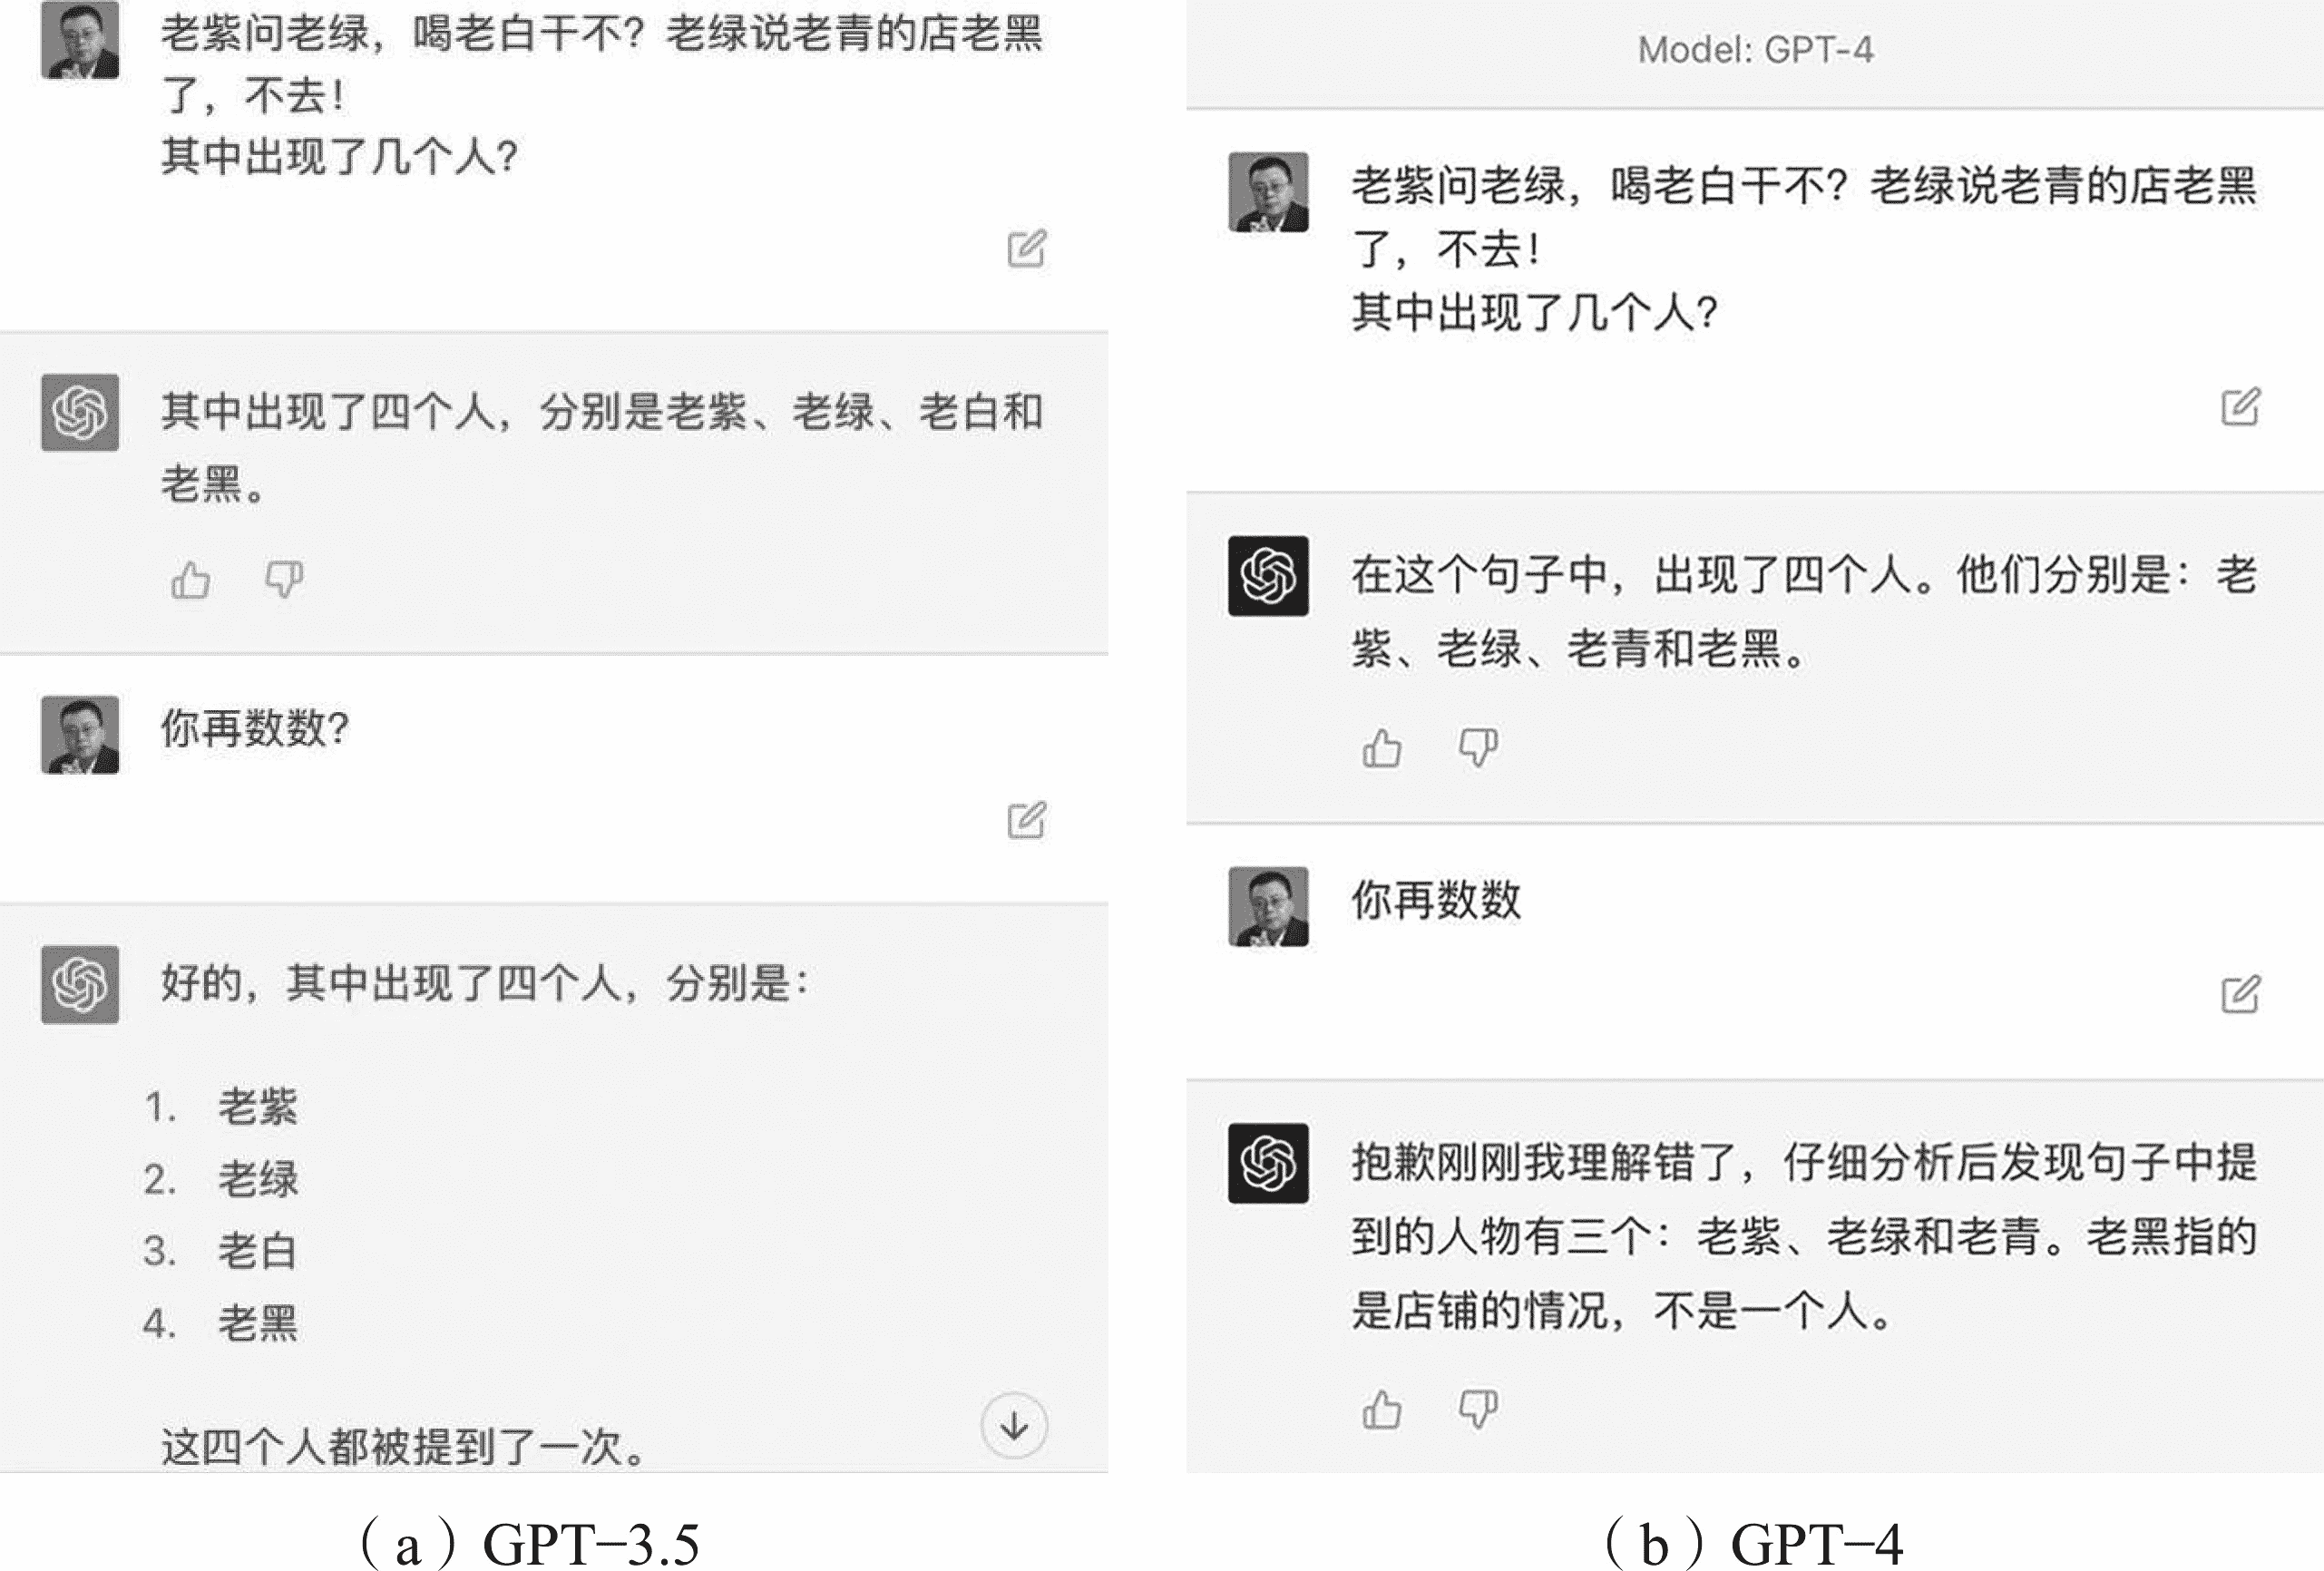 老紫问老绿，喝老白干不？老绿说老青的店老黑
了，不去！
其中出现了几个人？
其中出现了四个人，分别是老紫、老绿、老白和
老黑。
你再数数？
好的，其中出现了四个人，分别是：
1. 老紫
2. 老绿
3. 老白
4. 老黑
这四个人都被提到了一次。
（a）GPT-3.5
Model: GPT-4
老紫问老绿，喝老白干不？老绿说老青的店老黑
了，不去！
其中出现了几个人？
在这个句子中，出现了四个人。他们分别是：老
紫、老绿、老青和老黑。
你再数数
抱歉刚刚我理解错了，仔细分析后发现句子中提
到的人物有三个：老紫、老绿和老青。老黑指的
是店铺的情况，不是一个人。
（b）GPT-4